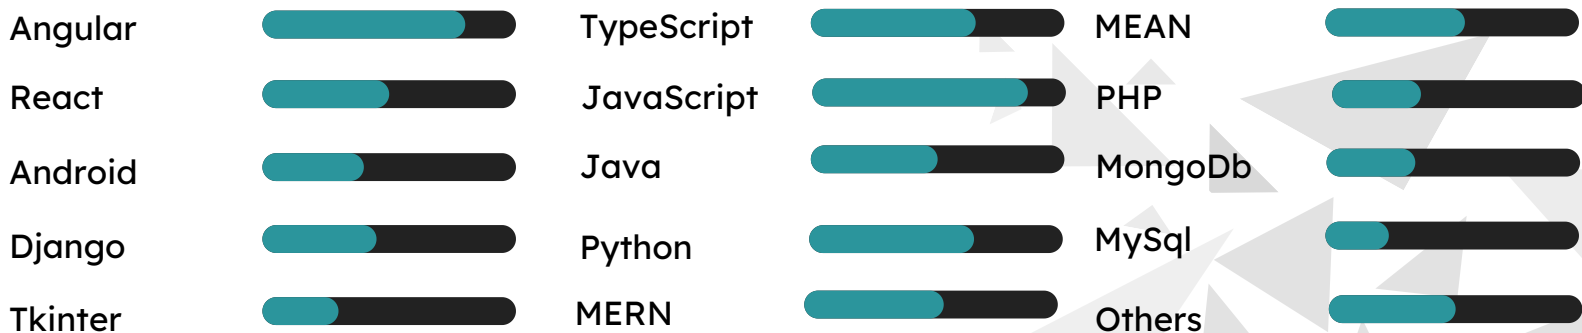 Angular
React
Android
Django
Tkinter
TypeScript
JavaScript
Java
Python
MERN
MEAN
PHP
MongoDb
MySql
Others